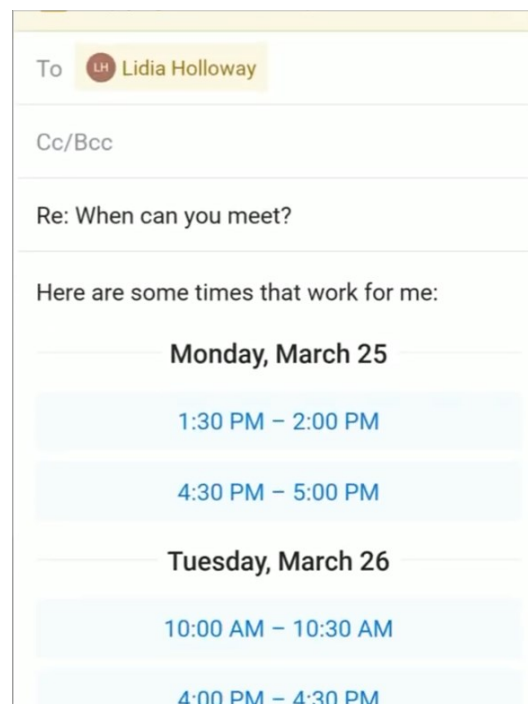 To LH Lidia Holloway
Cc/Bcc
Re: When can you meet?
Here are some times that work for me:
Monday, March 25
1:30 PM – 2:00 PM
4:30 PM – 5:00 PM
Tuesday, March 26
10:00 AM – 10:30 AM
4:00 PM – 4:30 PM